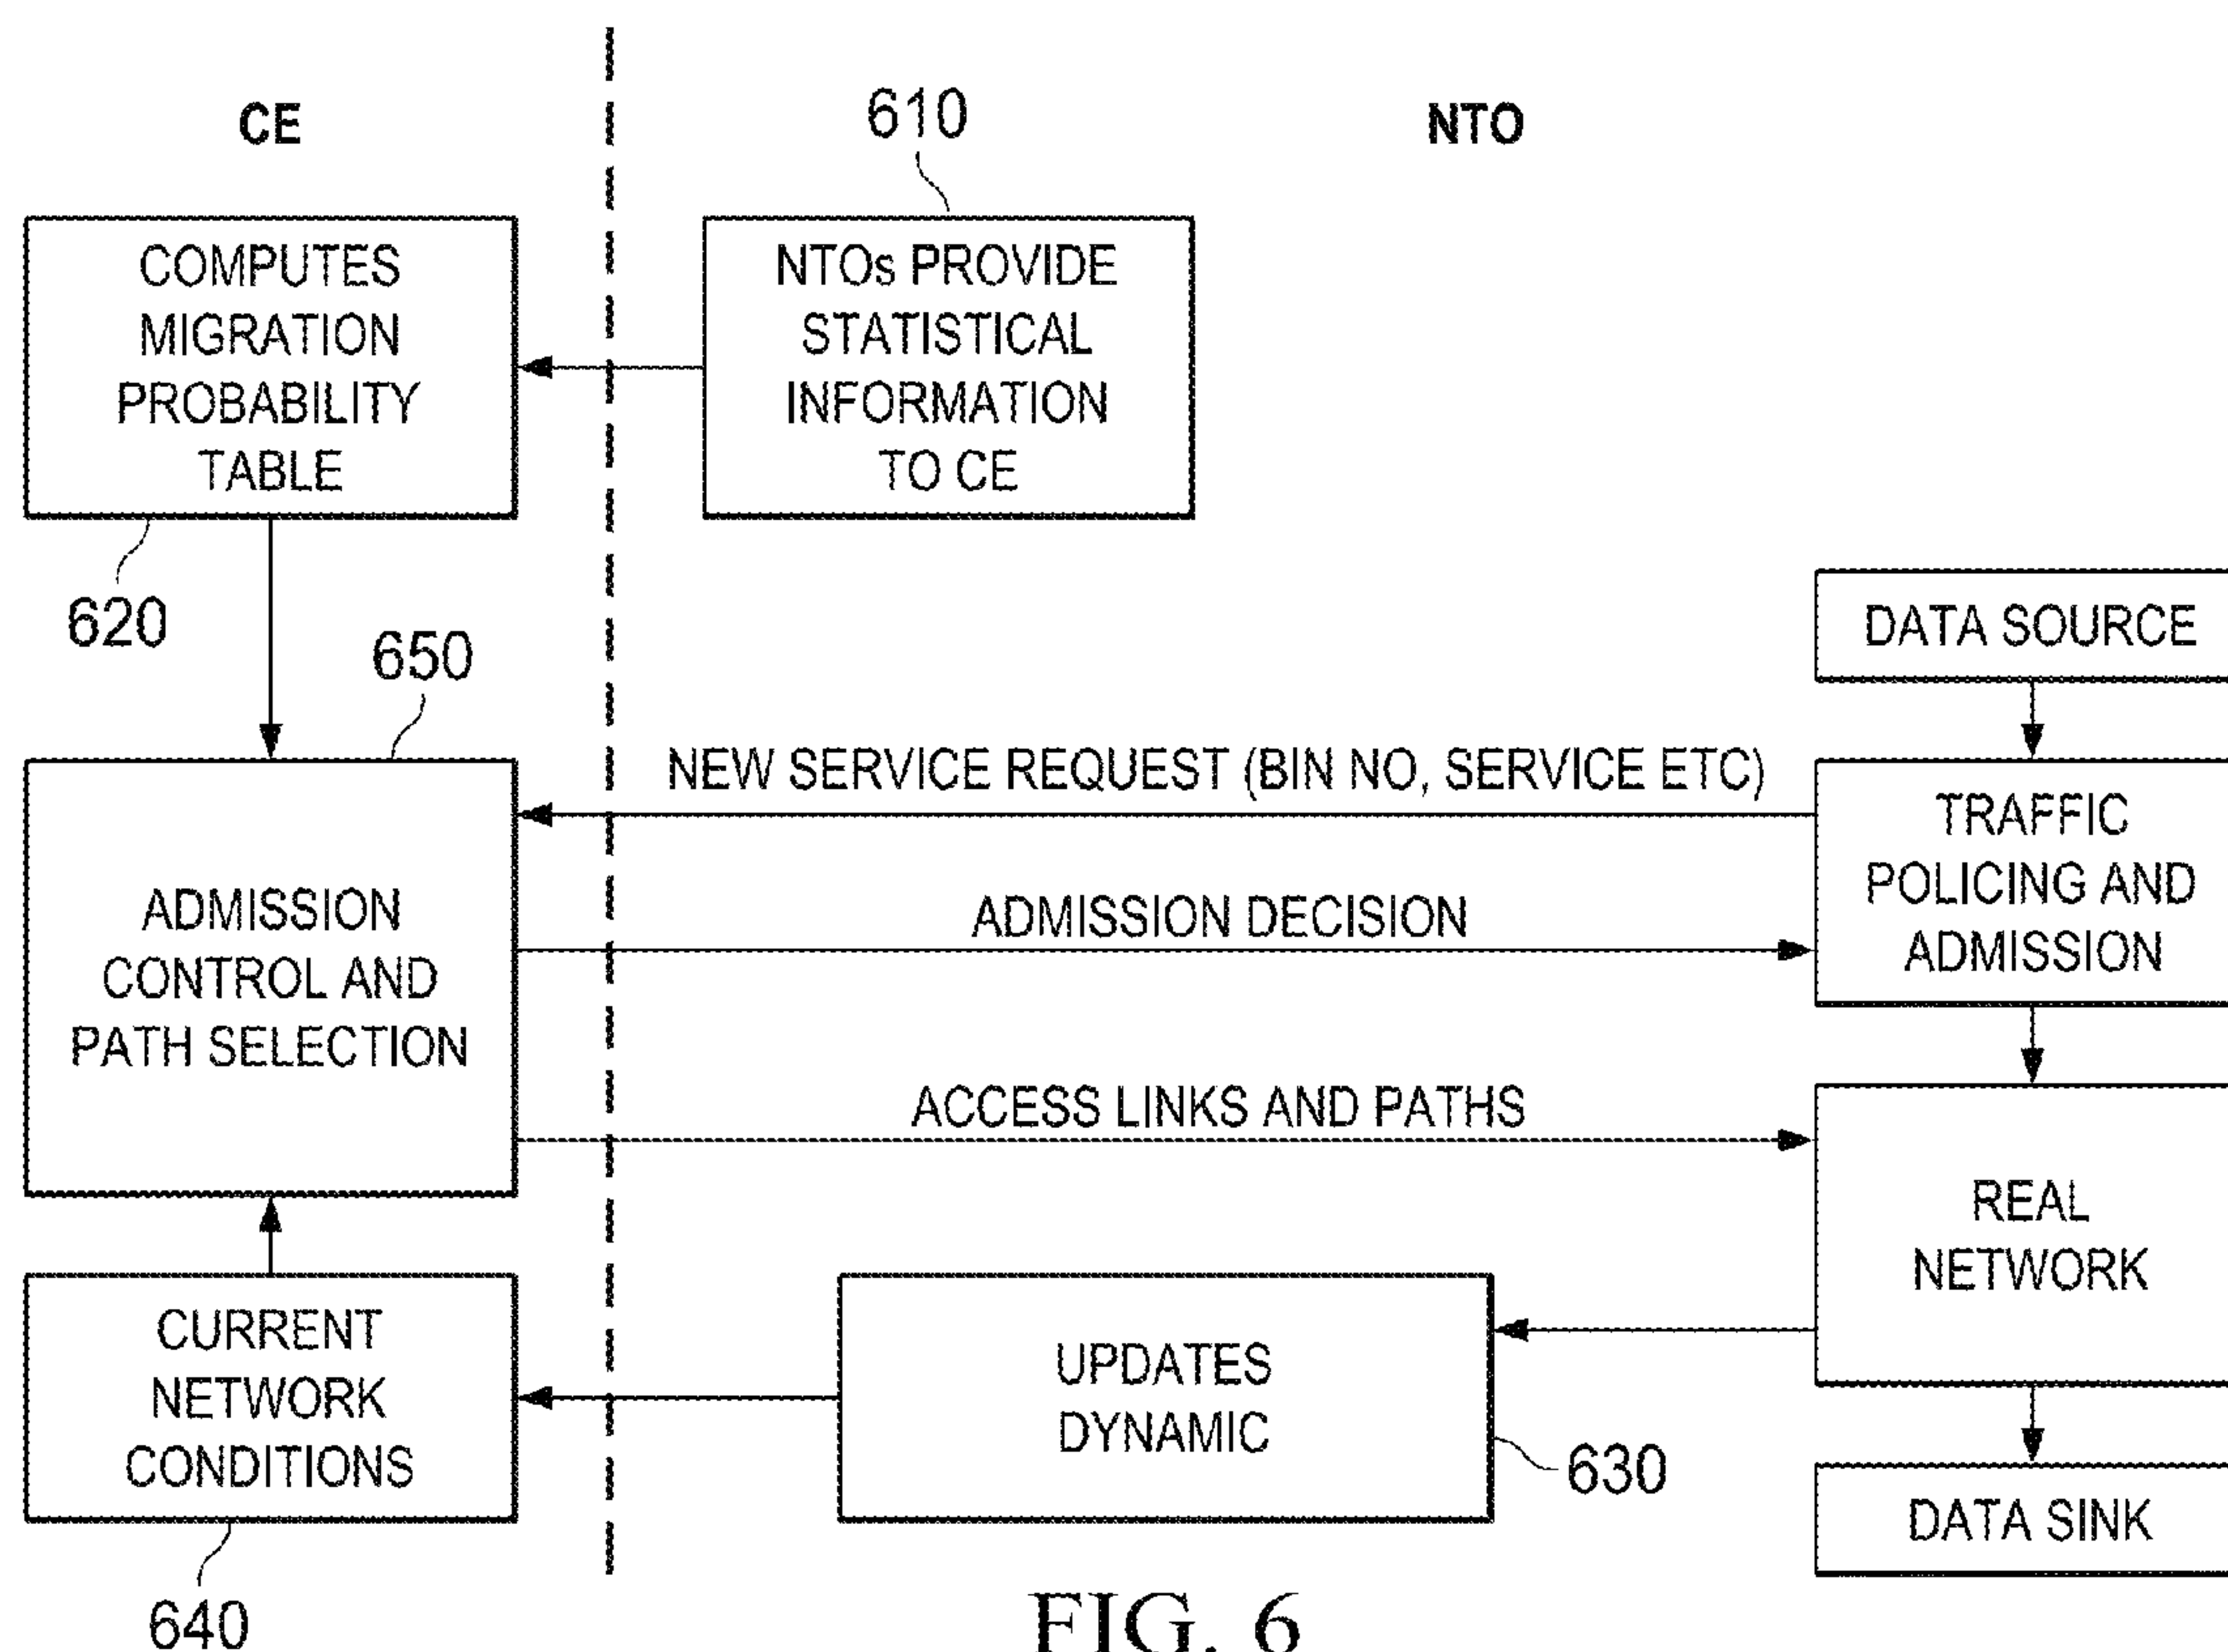 CE
610
NTO
COMPUTES
MIGRATION
PROBABILITY
TABLE
NTOs PROVIDE
STATISTICAL
INFORMATION
TO CE
620
650
DATA SOURCE
NEW SERVICE REQUEST (BIN NO, SERVICE ETC)
TRAFFIC
POLICING AND
ADMISSION
ADMISSION
CONTROL AND
PATH SELECTION
ADMISSION DECISION
ACCESS LINKS AND PATHS
REAL
NETWORK
CURRENT
NETWORK
CONDITIONS
UPDATES
DYNAMIC
630
DATA SINK
640
FIG. 6